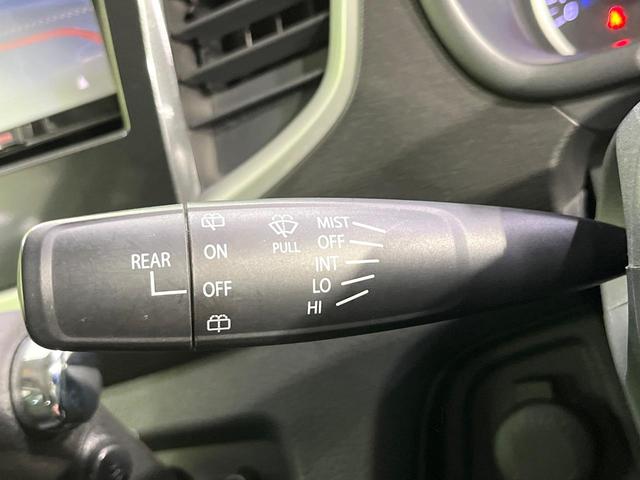 REAR
ON
OFF
PULL
MIST
OFF
INT
LO
HI